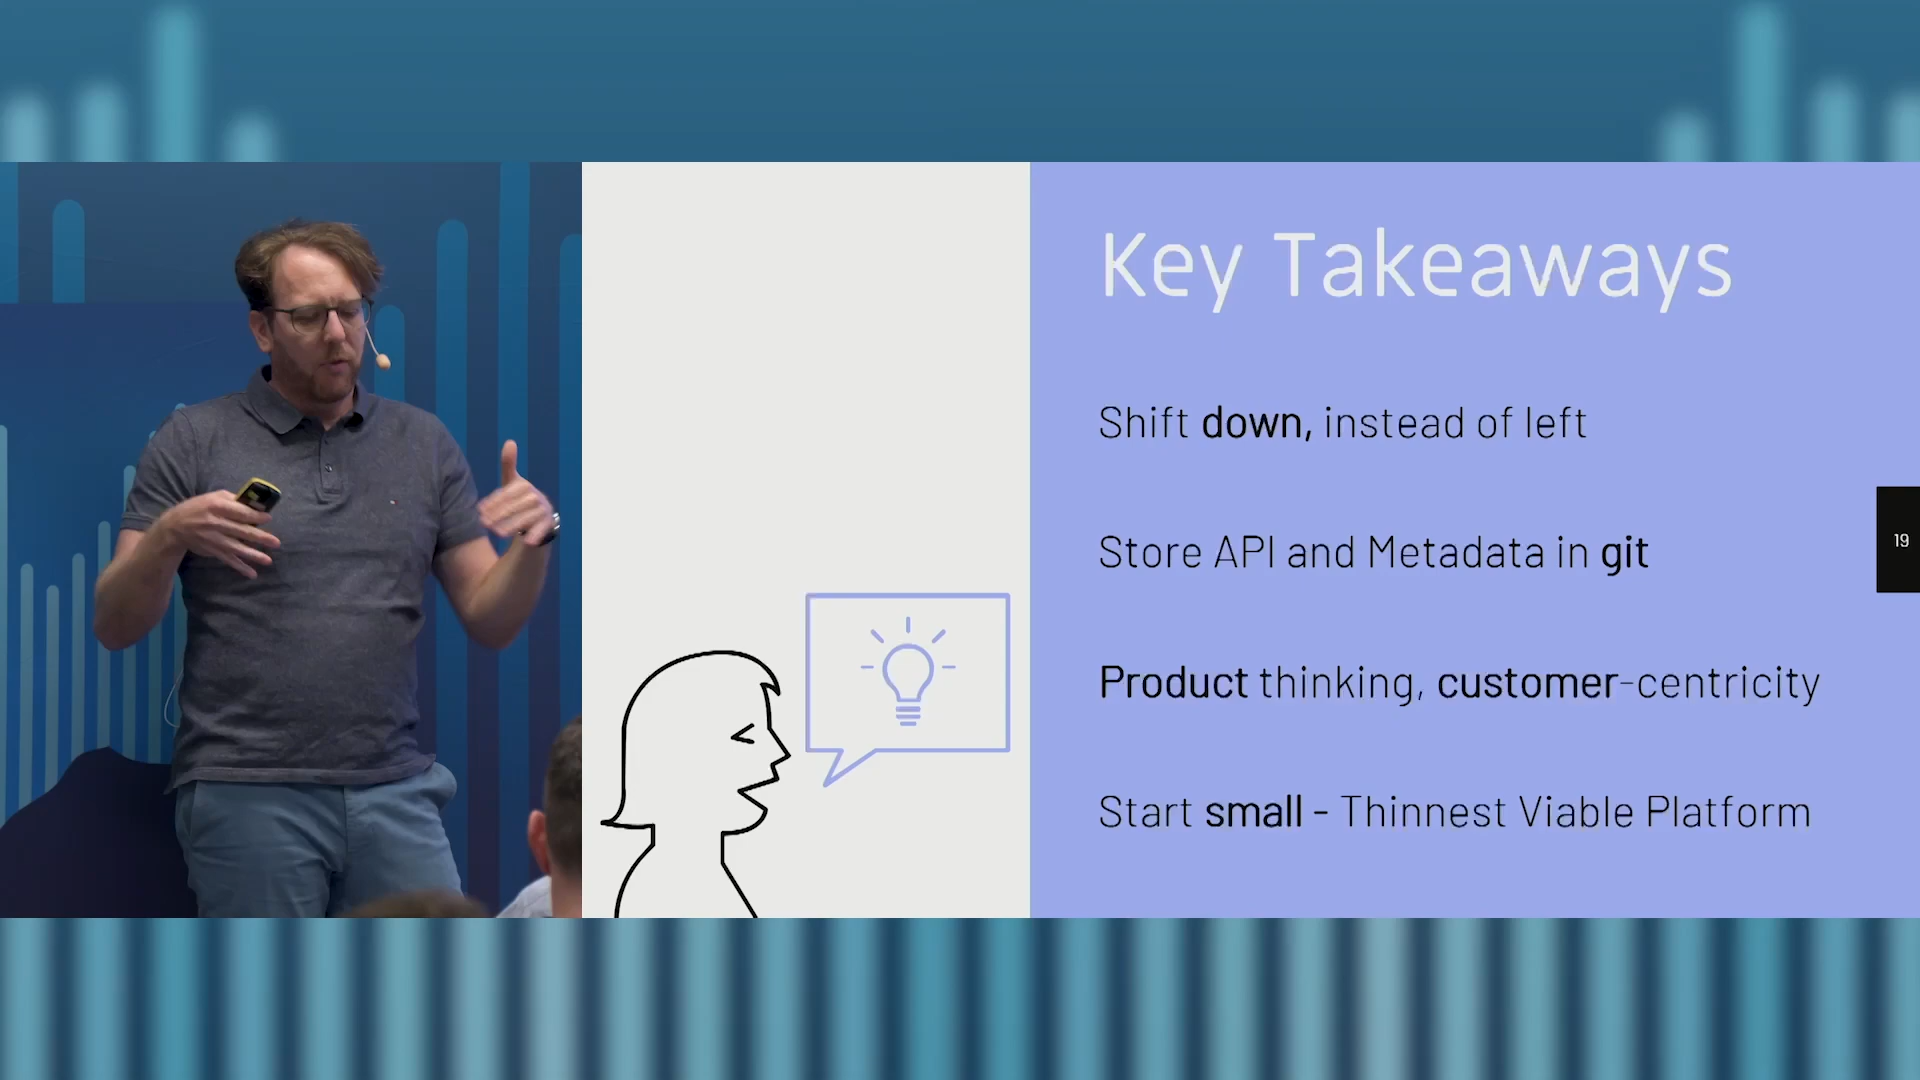 Key Takeaways
Shift down, instead of left
Store API and Metadata in git
19
Product thinking, customer-centricity
Start small - Thinnest Viable Platform